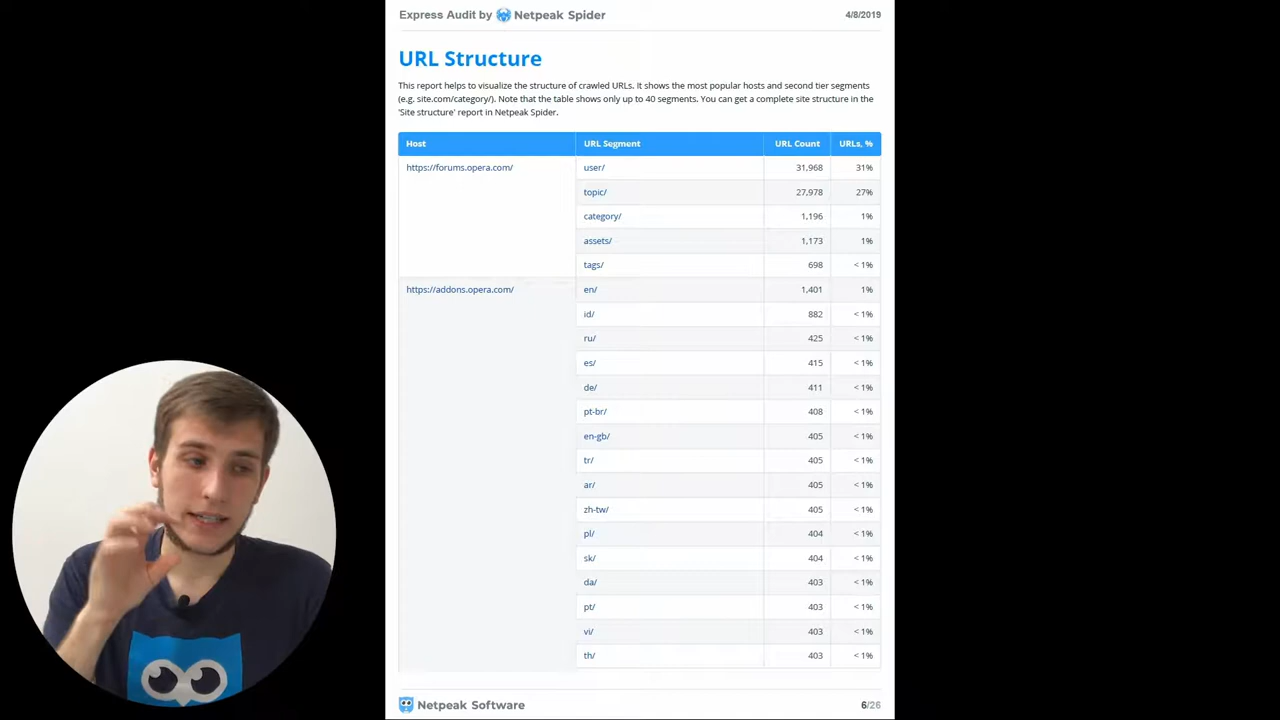 Express Audit by Netpeak Spider 4/8/2019
URL Structure
This report helps to visualize the structure of crawled URLs. It shows the most popular hosts and second tier segments
(e.g. site.com/category/). Note that the table shows only up to 40 segments. You can get a complete site structure in the
'Site structure' report in Netpeak Spider.
Host URL Segment URL Count URLs, %
https://forums.opera.com/ user/ 31,968 31%
topic/ 27,978 27%
category/ 1,196 1%
assets/ 1,173 1%
tags/ 698 < 1%
https://addons.opera.com/ en/ 1,401 1%
id/ 882 < 1%
ru/ 425 < 1%
es/ 415 < 1%
de/ 411 < 1%
pt-br/ 408 < 1%
en-gb/ 405 < 1%
tr/ 405 < 1%
ar/ 405 < 1%
zh-tw/ 405 < 1%
pl/ 404 < 1%
sk/ 404 < 1%
da/ 403 < 1%
pt/ 403 < 1%
vi/ 403 < 1%
th/ 403 < 1%
Netpeak Software 6/26